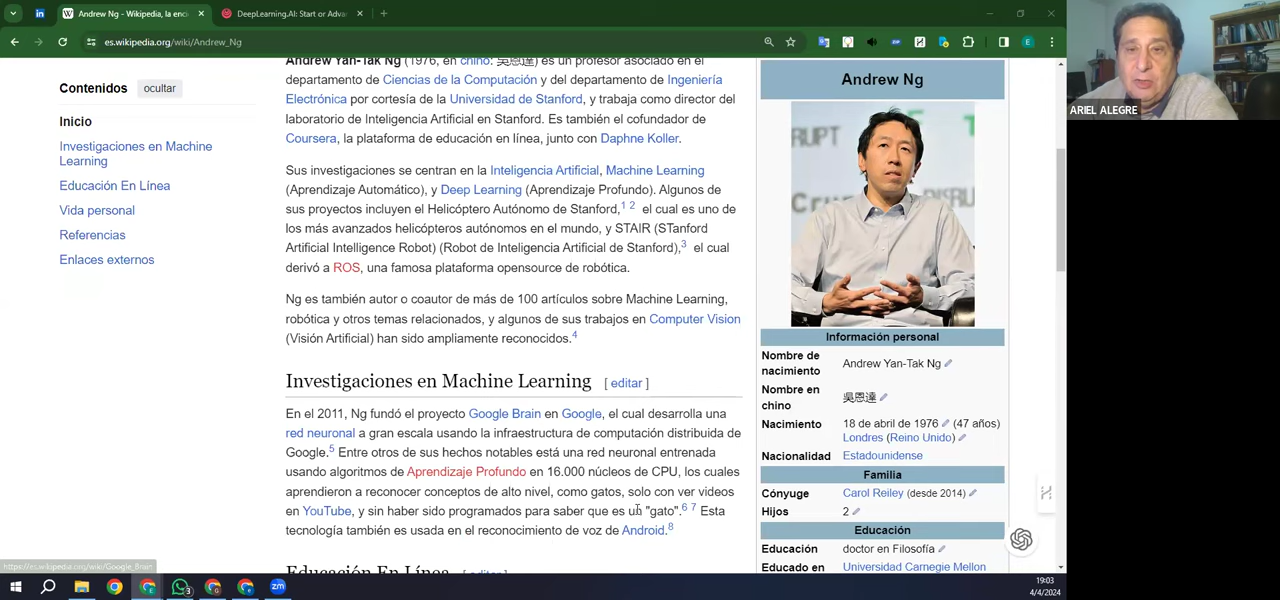 Andrew Ng - Wikipedia, la enci
DeepLearning.AI: Start or Adva
es.wikipedia.org/wiki/Andrew_Ng
ARIEL ALEGRE
Contenidos ocultar
Inicio
Investigaciones en Machine
Learning
Educación En Línea
Vida personal
Referencias
Enlaces externos
Andrew Yan-Tak Ng (1976, en chino: 吳恩達) es un profesor asociado en el
departamento de Ciencias de la Computación y del departamento de Ingeniería
Electrónica por cortesía de la Universidad de Stanford, y trabaja como director del
laboratorio de Inteligencia Artificial en Stanford. Es también el cofundador de
Coursera, la plataforma de educación en línea, junto con Daphne Koller.
Sus investigaciones se centran en la Inteligencia Artificial, Machine Learning
(Aprendizaje Automático), y Deep Learning (Aprendizaje Profundo). Algunos de
sus proyectos incluyen el Helicóptero Autónomo de Stanford,1 2 el cual es uno de
los más avanzados helicópteros autónomos en el mundo, y STAIR (STanford
Artificial Intelligence Robot) (Robot de Inteligencia Artificial de Stanford),3 el cual
derivó a ROS, una famosa plataforma opensource de robótica.
Ng es también autor o coautor de más de 100 artículos sobre Machine Learning,
robótica y otros temas relacionados, y algunos de sus trabajos en Computer Vision
(Visión Artificial) han sido ampliamente reconocidos.4
Investigaciones en Machine Learning [ editar ]
En el 2011, Ng fundó el proyecto Google Brain en Google, el cual desarrolla una
red neuronal a gran escala usando la infraestructura de computación distribuida de
Google.5 Entre otros de sus hechos notables está una red neuronal entrenada
usando algoritmos de Aprendizaje Profundo en 16.000 núcleos de CPU, los cuales
aprendieron a reconocer conceptos de alto nivel, como gatos, solo con ver videos
en YouTube, y sin haber sido programados para saber que es un "gato".6 7 Esta
tecnología también es usada en el reconocimiento de voz de Android.8
Educación En Línea [ editar ]
Andrew Ng
Información personal
Nombre de
nacimiento
Andrew Yan-Tak Ng
Nombre en
chino
吳恩達
Nacimiento
18 de abril de 1976 (47 años)
Londres (Reino Unido)
Nacionalidad Estadounidense
Familia
Cónyuge Carol Reiley (desde 2014)
Hijos 2
Educación
Educación doctor en Filosofía
Educado en Universidad Carnegie Mellon
https://es.wikipedia.org/wiki/Google_Brain
3
zm
19:03
4/4/2024